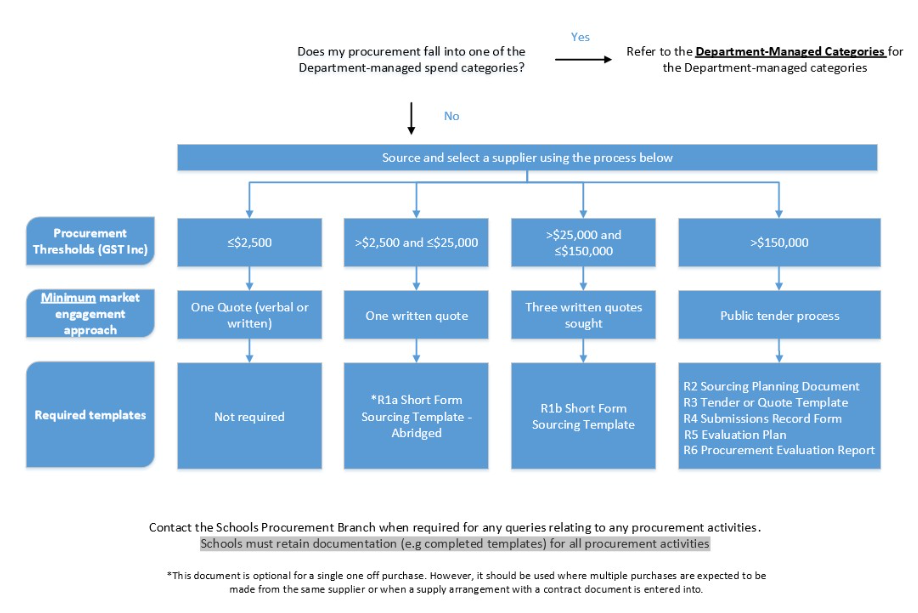 Yes
Does my procurement fall into one of the
Department-managed spend categories?
Refer to the Department-Managed Categories for
the Department-managed categories
No
Source and select a supplier using the process below
Procurement
Thresholds (GST Inc)
≤$2,500
>$2,500 and ≤$25,000
>$25,000 and
≤$150,000
>$150,000
Minimum market
engagement
approach
One Quote (verbal or
written)
One written quote
Three written quotes
sought
Public tender process
Required templates
Not required
*R1a Short Form
Sourcing Template -
Abridged
R1b Short Form
Sourcing Template
R2 Sourcing Planning Document
R3 Tender or Quote Template
R4 Submissions Record Form
R5 Evaluation Plan
R6 Procurement Evaluation Report
Contact the Schools Procurement Branch when required for any queries relating to any procurement activities.
Schools must retain documentation (e.g completed templates) for all procurement activities
*This document is optional for a single one off purchase. However, it should be used where multiple purchases are expected to be
made from the same supplier or when a supply arrangement with a contract document is entered into.